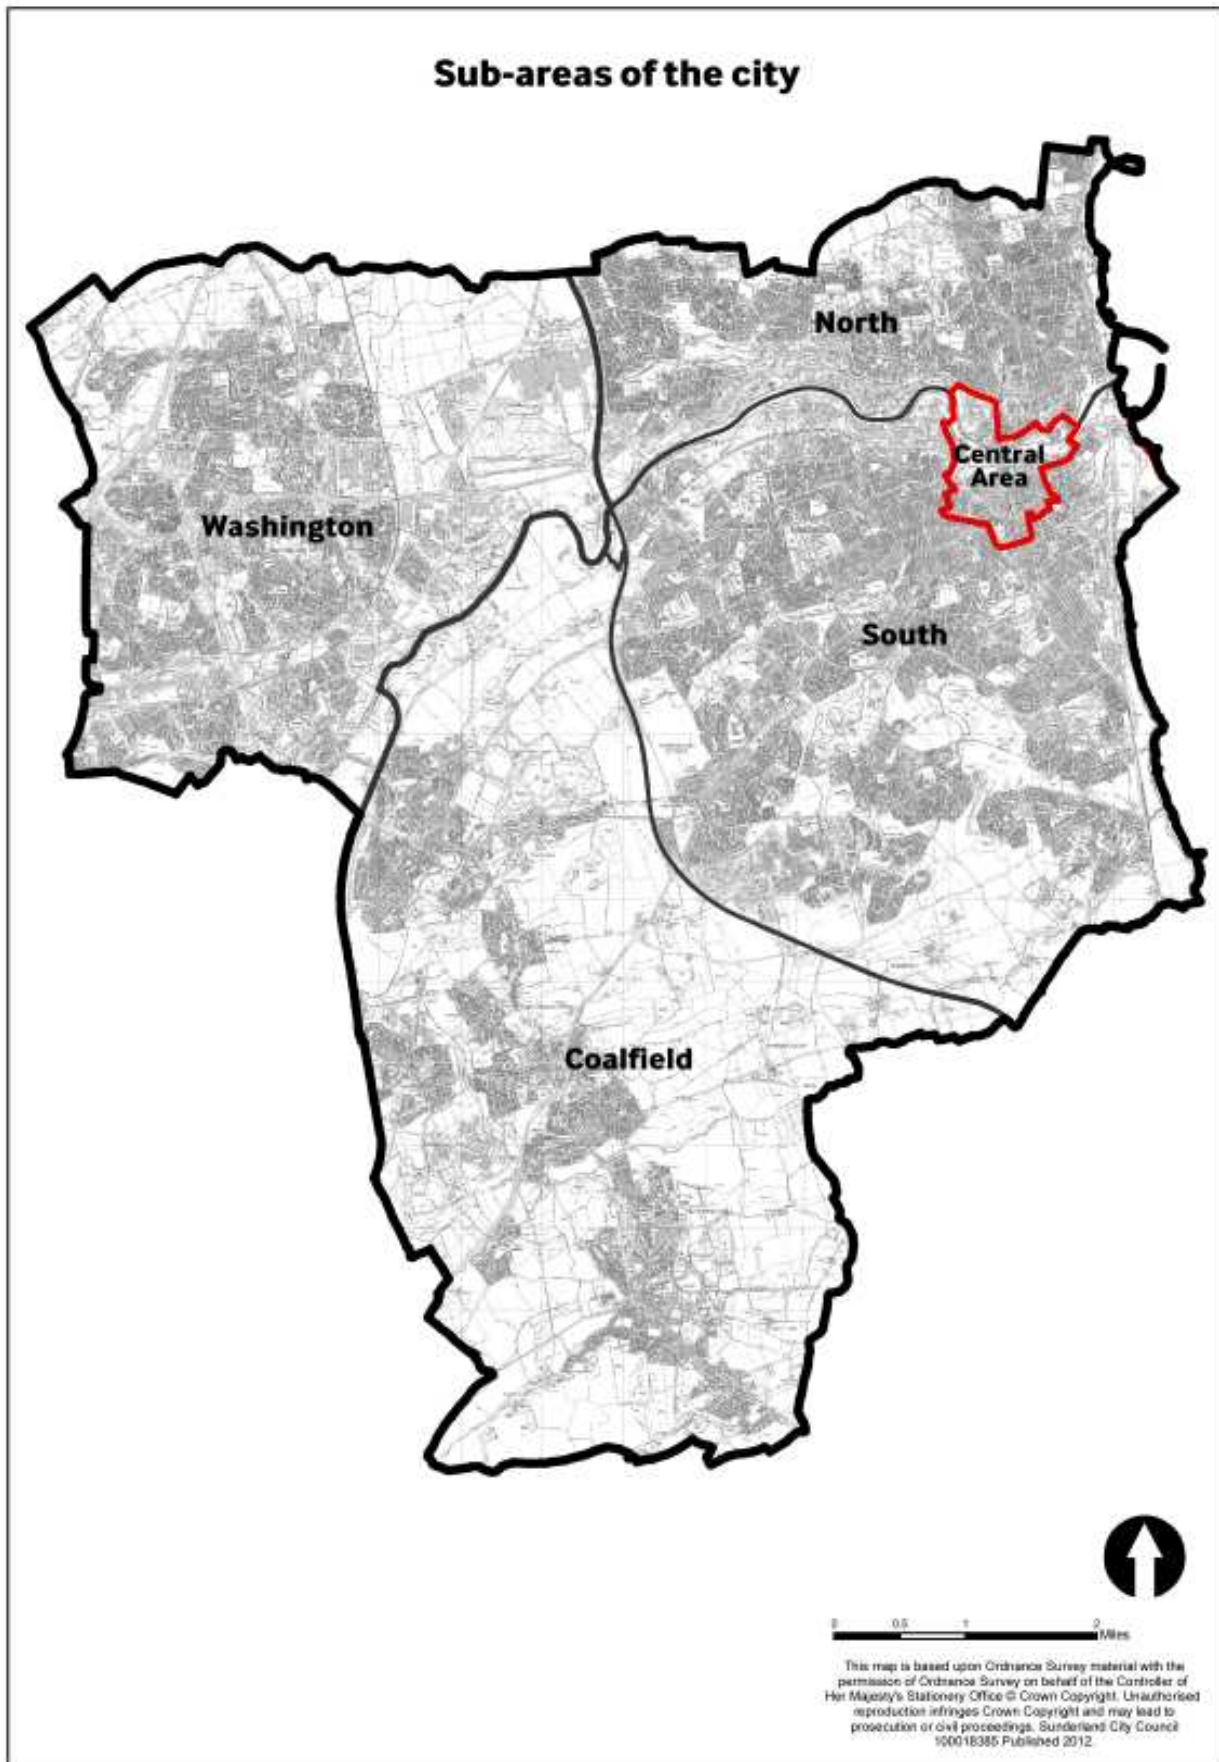 Sub-areas of the city
North
Central
Area
Washington
South
Coalfield
0 0.5 1 2
Miles
This map is based upon Ordnance Survey material with the
permission of Ordnance Survey on behalf of the Controller of
Her Majesty's Stationery Office © Crown Copyright. Unauthorised
reproduction infringes Crown Copyright and may lead to
prosecution or civil proceedings. Sunderland City Council
100018385 Published 2012